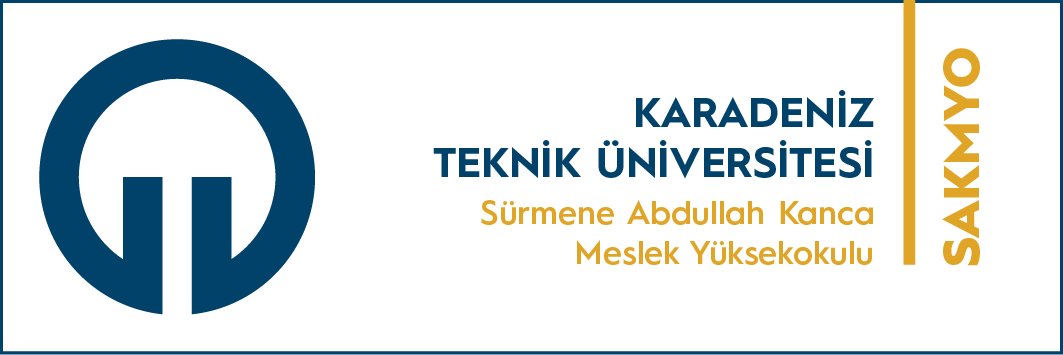 KARADENİZ
TEKNİK ÜNİVERSİTESİ
Sürmene Abdullah Kanca
Meslek Yüksekokulu
SAKMYO